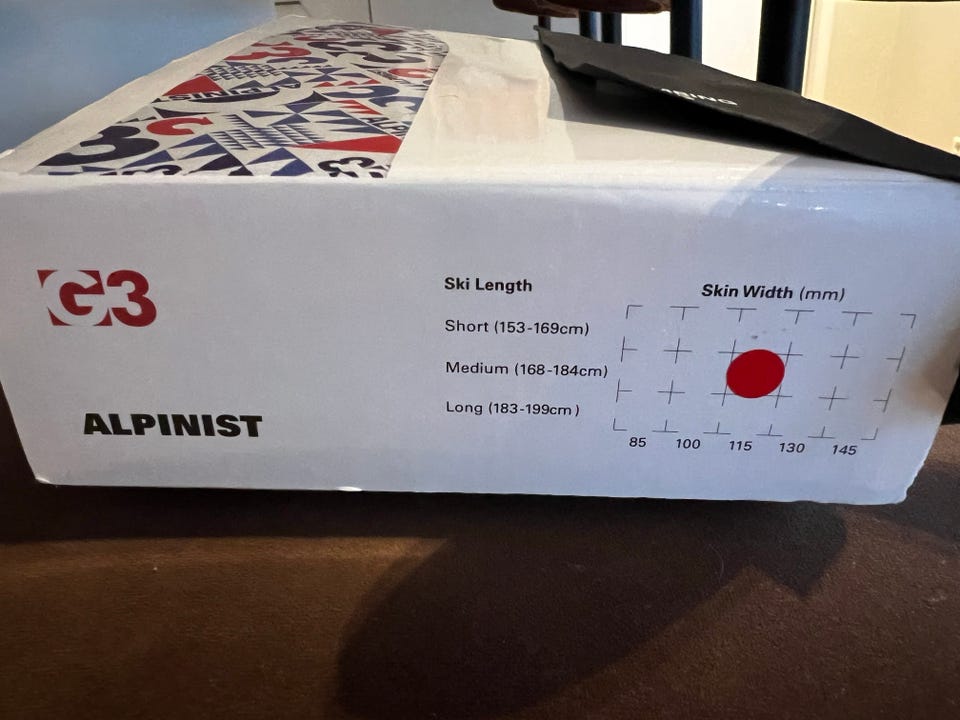 G3
ALPINIST
Ski Length
Short (153-169cm)
Medium (168-184cm)
Long (183-199cm)
Skin Width (mm)
85 100 115 130 145